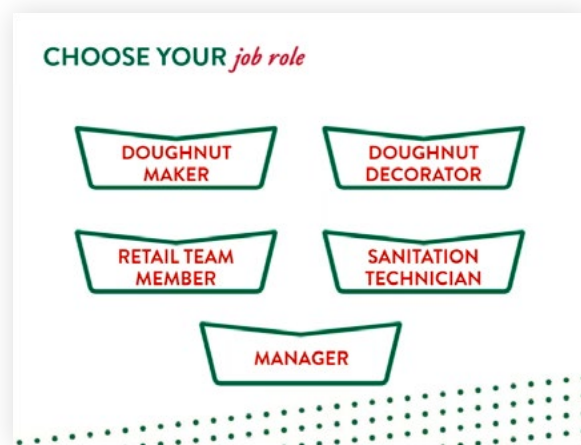 CHOOSE YOUR job role
DOUGHNUT
MAKER
DOUGHNUT
DECORATOR
RETAIL TEAM
MEMBER
SANITATION
TECHNICIAN
MANAGER